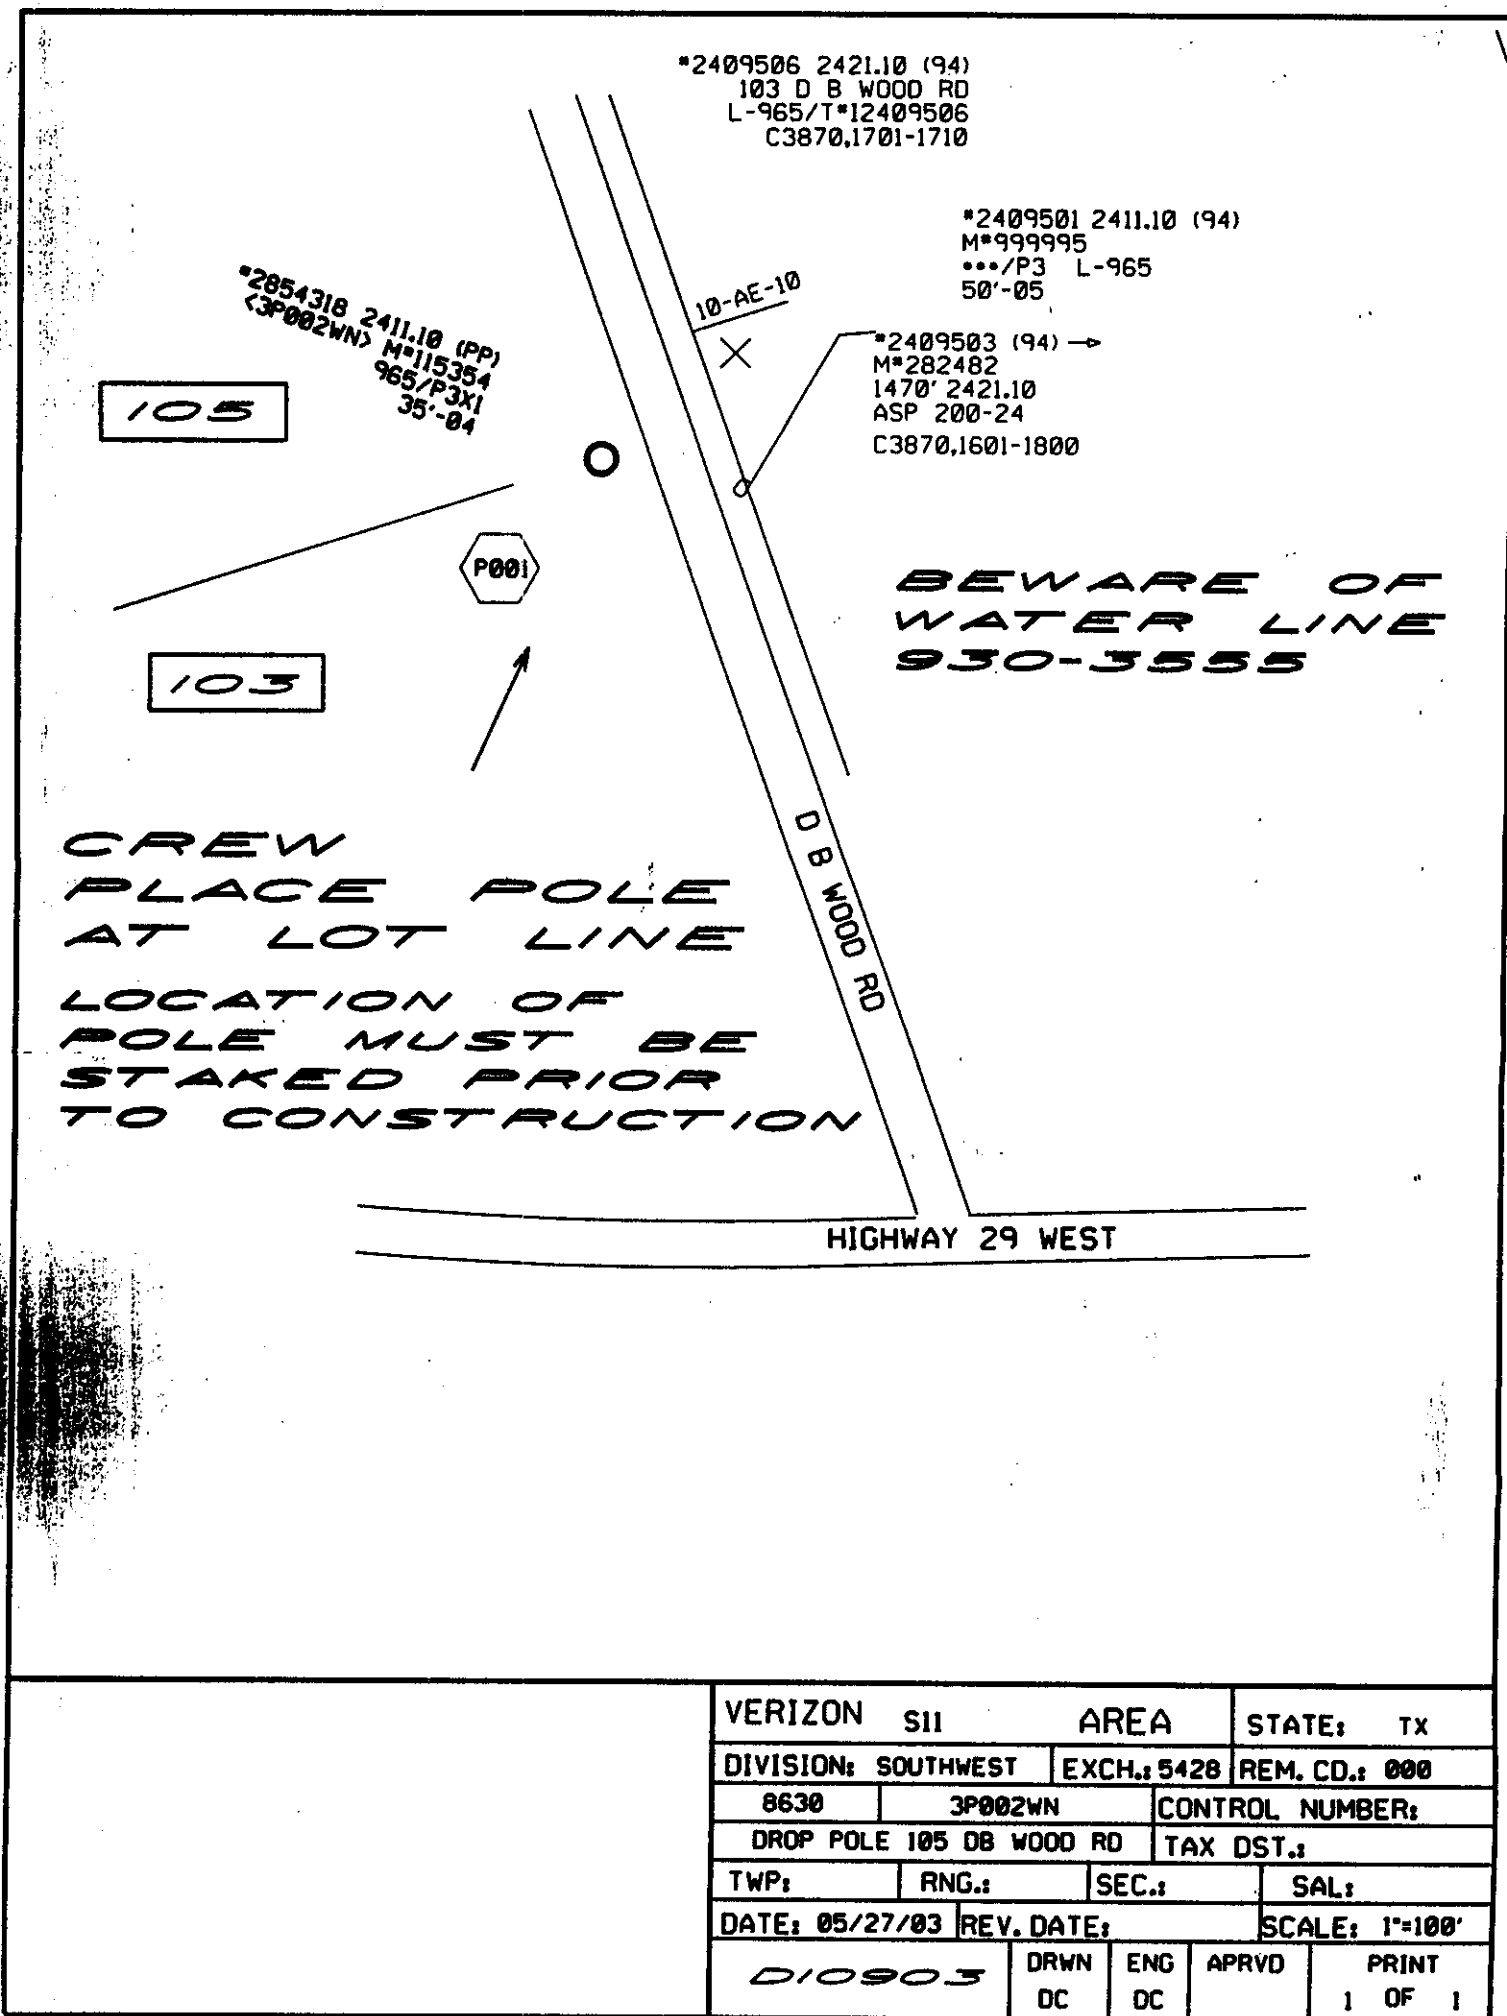 *2409506 2421.10 (94)
103 D B WOOD RD
L-965/T*12409506
C3870,1701-1710
*2409501 2411.10 (94)
M*999995
***/P3 L-965
50'-05
*2854318 2411.10 (PP)
<3P002WN> M*115354
965/P3X1
35'-04
10-AE-10
*2409503 (94)
M*282482
1470' 2421.10
ASP 200-24
C3870,1601-1800
105
P001
BEWARE OF
WATER LINE
930-3555
103
CREW
PLACE POLE
AT LOT LINE
LOCATION OF
POLE MUST BE
STAKED PRIOR
TO CONSTRUCTION
D B WOOD RD
HIGHWAY 29 WEST
VERIZON S11 AREA STATE: TX
DIVISION: SOUTHWEST EXCH.: 5428 REM. CD.: 000
8630 3P002WN CONTROL NUMBER:
DROP POLE 105 DB WOOD RD TAX DST.:
TWP: RNG.: SEC.: SAL:
DATE: 05/27/03 REV. DATE: SCALE: 1"=100'
D10903 DRWN ENG APRVD PRINT
DC DC 1 OF 1